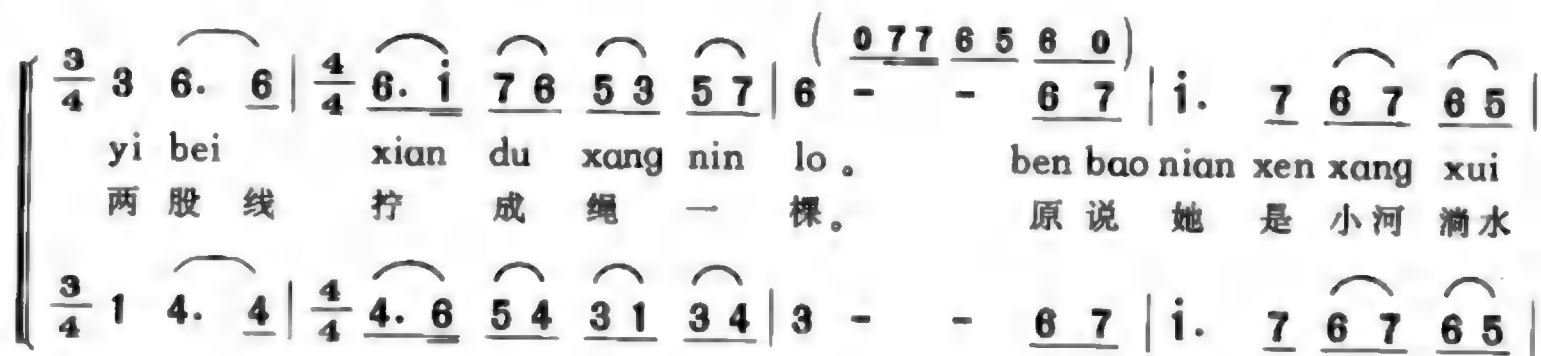 ( 0 7 7 6 5 6 0 )
3/4 3 6. 6 | 4/4 6. i̇ 7 6 5 3 5 7 | 6 - - 6 7 | i̇. 7 6 7 6 5 |
yi bei xian du xang nin lo 。 ben bao nian xen xang xui
两 股 线 拧 成 绳 一 棵。 原 说 她 是 小 河 淌 水
3/4 1 4. 4 | 4/4 4. 6 5 4 3 1 3 4 | 3 - - 6 7 | i̇. 7 6 7 6 5 |